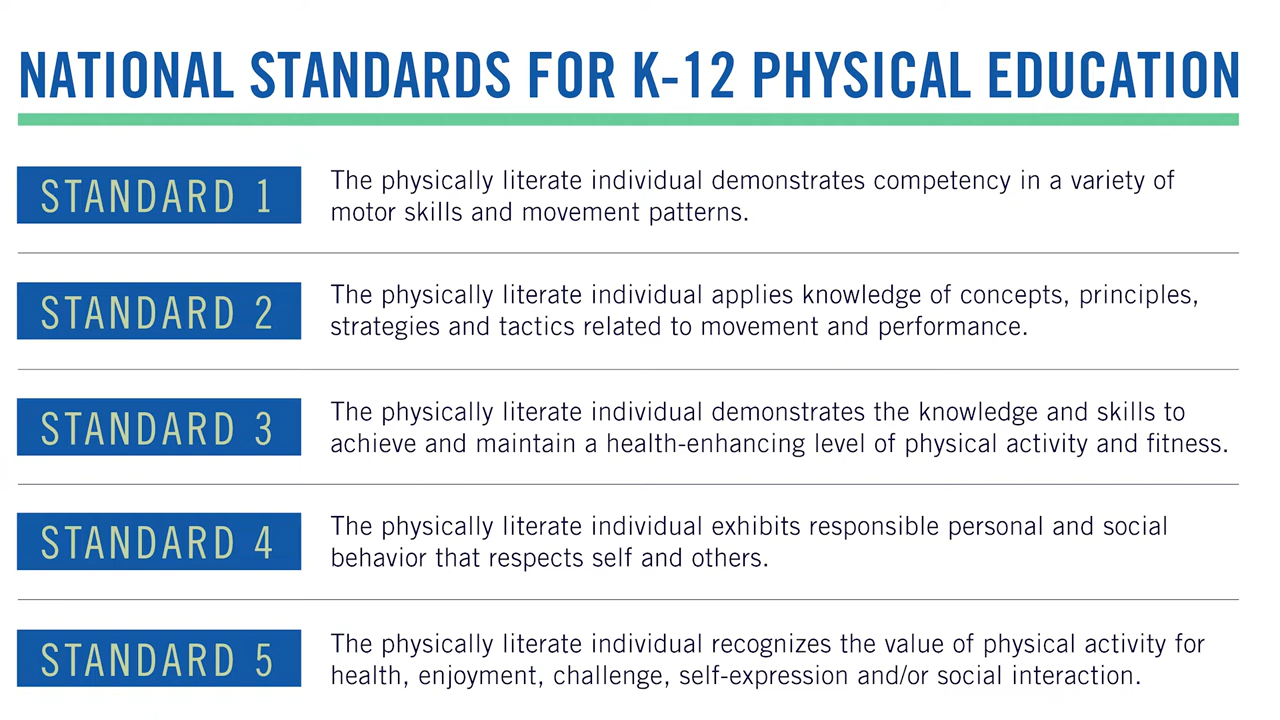 NATIONAL STANDARDS FOR K-12 PHYSICAL EDUCATION
STANDARD 1
The physically literate individual demonstrates competency in a variety of
motor skills and movement patterns.
STANDARD 2
The physically literate individual applies knowledge of concepts, principles,
strategies and tactics related to movement and performance.
STANDARD 3
The physically literate individual demonstrates the knowledge and skills to
achieve and maintain a health-enhancing level of physical activity and fitness.
STANDARD 4
The physically literate individual exhibits responsible personal and social
behavior that respects self and others.
STANDARD 5
The physically literate individual recognizes the value of physical activity for
health, enjoyment, challenge, self-expression and/or social interaction.